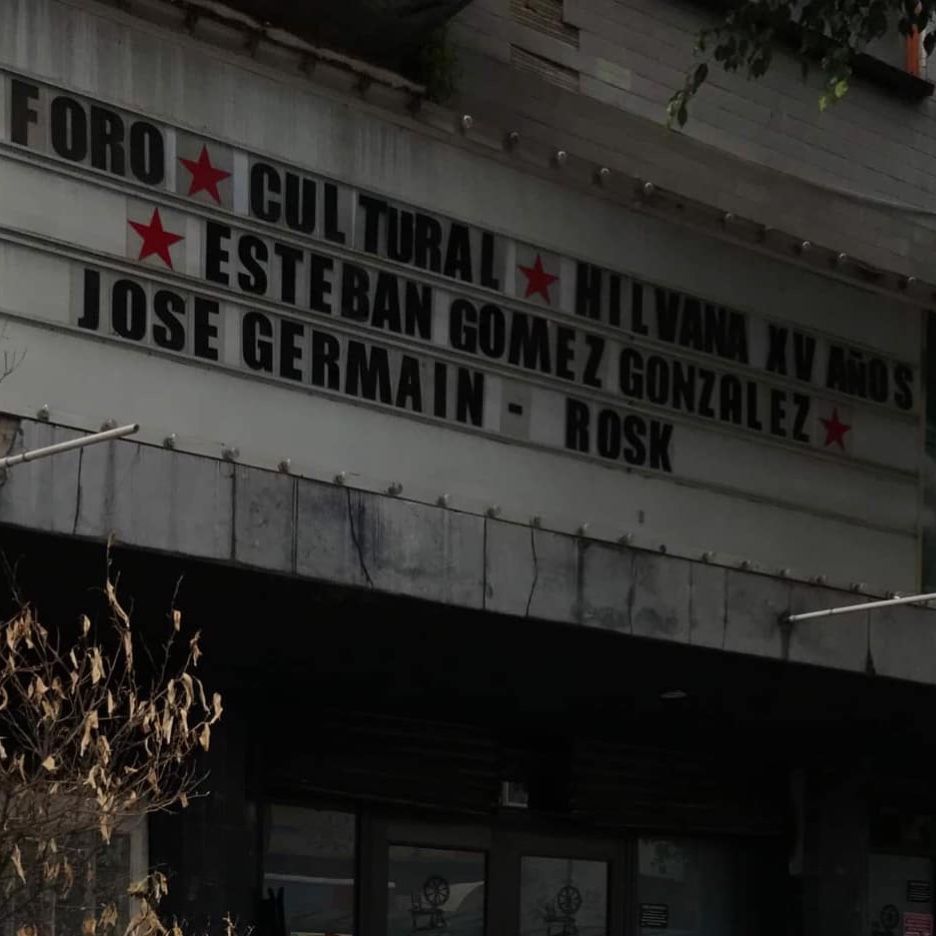 FORO ★ CULTURAL ★ HILVANA XV AÑOS
★ ESTEBAN GOMEZ GONZALEZ ★
JOSE GERMAIN - ROSK